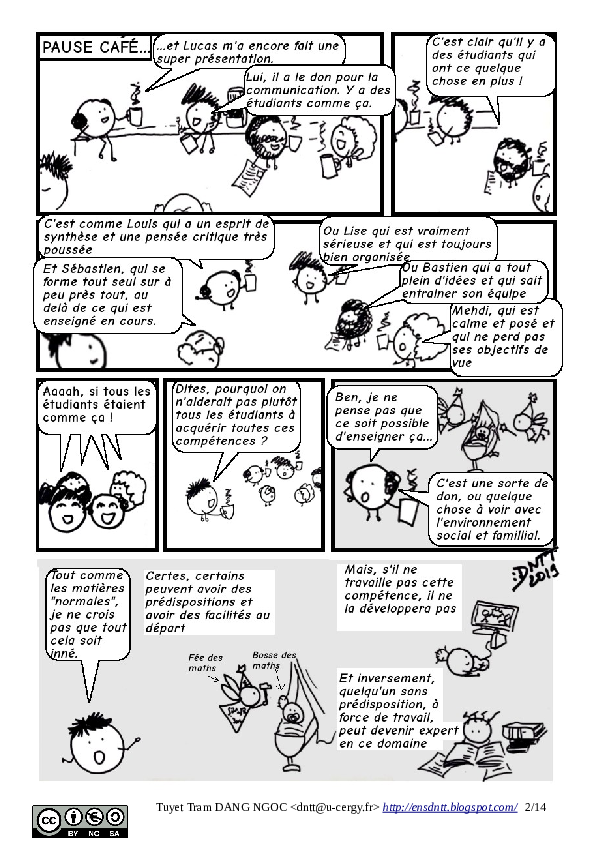 PAUSE CAFÉ...
...et Lucas m'a encore fait une
super présentation.
Lui, il a le don pour la
communication. Y a des
étudiants comme ça.
C'est clair qu'il y a
des étudiants qui
ont ce quelque
chose en plus !
C'est comme Louis qui a un esprit de
synthèse et une pensée critique très
poussée
Et Sébastien, qui se
forme tout seul sur à
peu près tout, au
delà de ce qui est
enseigné en cours.
Ou Lise qui est vraiment
sérieuse et qui est toujours
bien organisée
Ou Bastien qui a tout
plein d'idées et qui sait
entraîner son équipe
Mehdi, qui est
calme et posé et
qui ne perd pas
ses objectifs de
vue
Aaaah, si tous les
étudiants étaient
comme ça !
Dites, pourquoi on
n'aiderait pas plutôt
tous les étudiants à
acquérir toutes ces
compétences ?
Ben, je ne
pense pas que
ce soit possible
d'enseigner ça...
C'est une sorte de
don, ou quelque
chose à voir avec
l'environnement
social et famillial.
:DNTT
2019
Tout comme
les matières
"normales",
je ne crois
pas que tout
cela soit
inné.
Certes, certains
peuvent avoir des
prédispositions et
avoir des facilités au
départ
Fée des
maths
Bosse des
maths
Mais, s'il ne
travaille pas cette
compétence, il ne
la développera pas
Et inversement,
quelqu'un sans
prédisposition, à
force de travail,
peut devenir expert
en ce domaine
Tuyet Tram DANG NGOC <dntt@u-cergy.fr> http://ensdntt.blogspot.com/ 2/14
cc BY NC SA